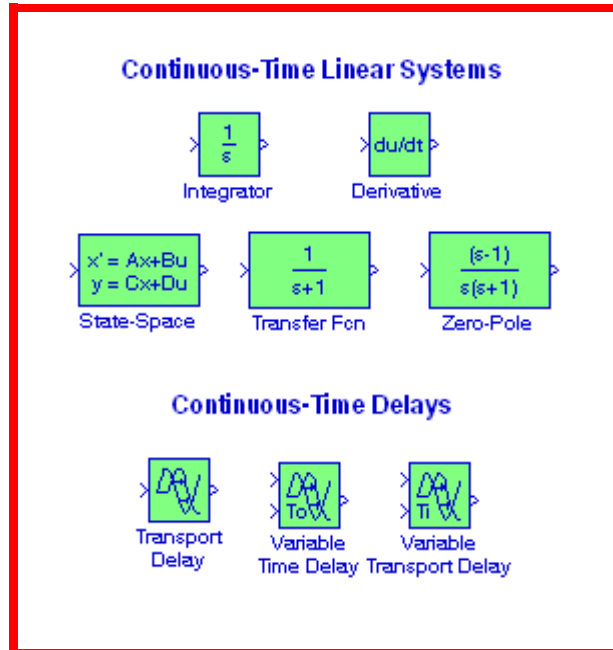 Continuous-Time Linear Systems
1
s
Integrator
du/dt
Derivative
x' = Ax+Bu
y = Cx+Du
State-Space
1
s+1
Transfer Fcn
(s-1)
s(s+1)
Zero-Pole
Continuous-Time Delays
Transport
Delay
To
Variable
Time Delay
Ti
Variable
Transport Delay